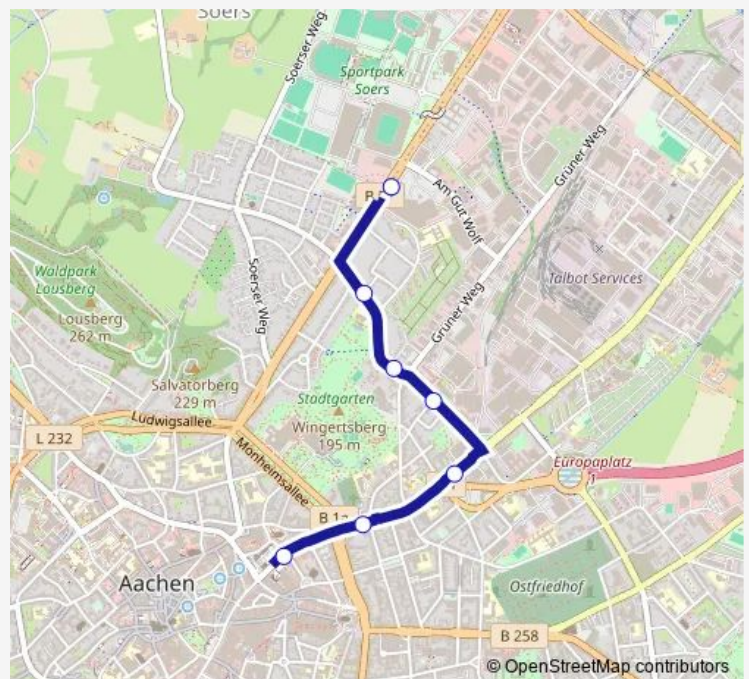 Soers
Soerser Weg
Sportpark
Soers
Grüner Weg
Am Gut Wolf
B
Waldpark
Lousberg
Lousberg
262 m
Soerser Weg
Talbot Services
Grüner Weg
Salvatorberg
229 m
Stadtgarten
Wingertsberg
195 m
Ludwigsallee
L 232
Monheimsallee
Europaplatz
1
B 1a
Aachen
Ostfriedhof
B 258
© OpenStreetMap contributors